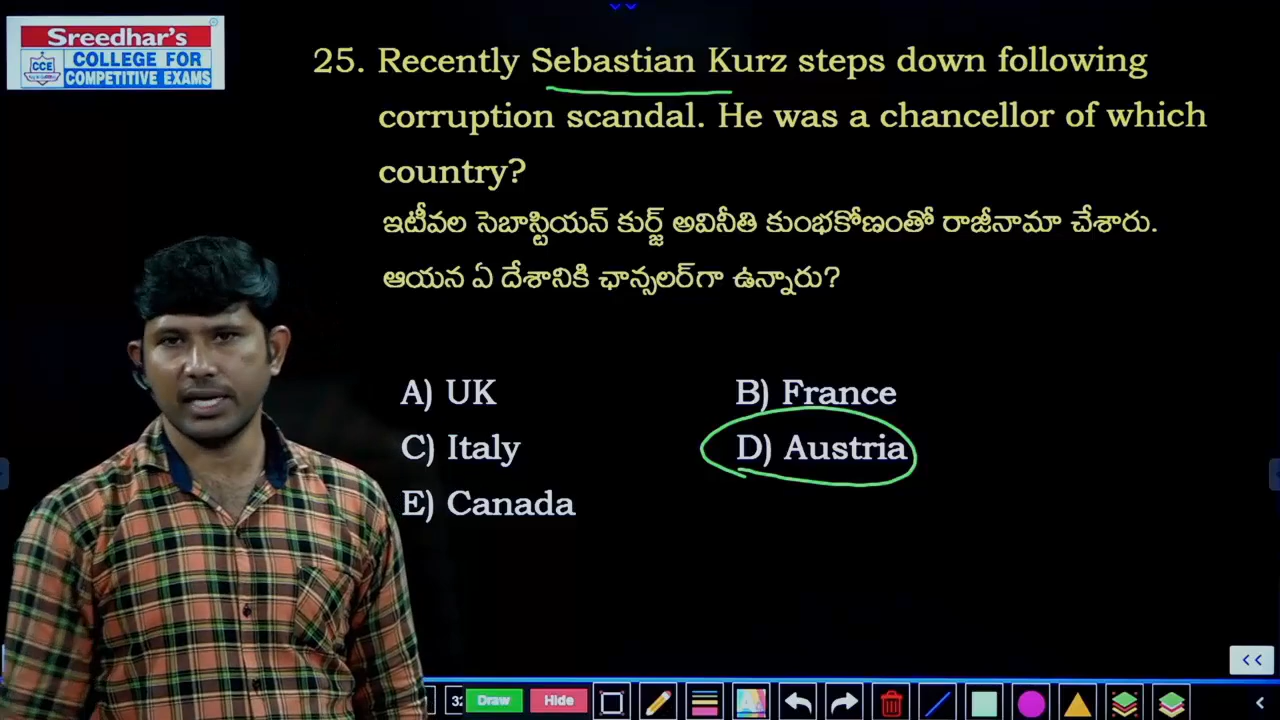 Sreedhar's
CCE
COLLEGE FOR
COMPETITIVE EXAMS
25. Recently Sebastian Kurz steps down following
corruption scandal. He was a chancellor of which
country?
ఇటీవల సెబాస్టియన్ కుర్జ్ అవినీతి కుంభకోణంతో రాజీనామా చేశారు.
ఆయన ఏ దేశానికి ఛాన్సలర్‌గా ఉన్నారు?
A) UK B) France
C) Italy D) Austria
E) Canada
Draw Hide